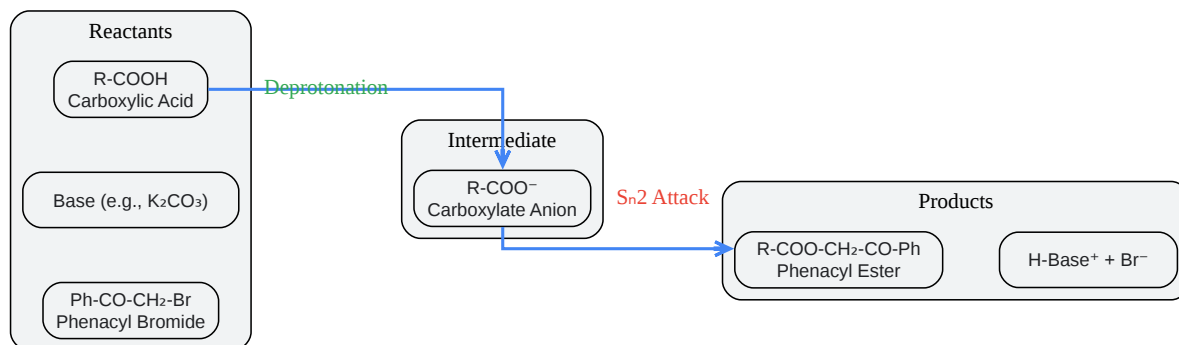 Reactants
R-COOH
Carboxylic Acid
Deprotonation
Base (e.g., K₂CO₃)
Ph-CO-CH₂-Br
Phenacyl Bromide
Intermediate
R-COO⁻
Carboxylate Anion
Sₙ2 Attack
Products
R-COO-CH₂-CO-Ph
Phenacyl Ester
H-Base⁺ + Br⁻